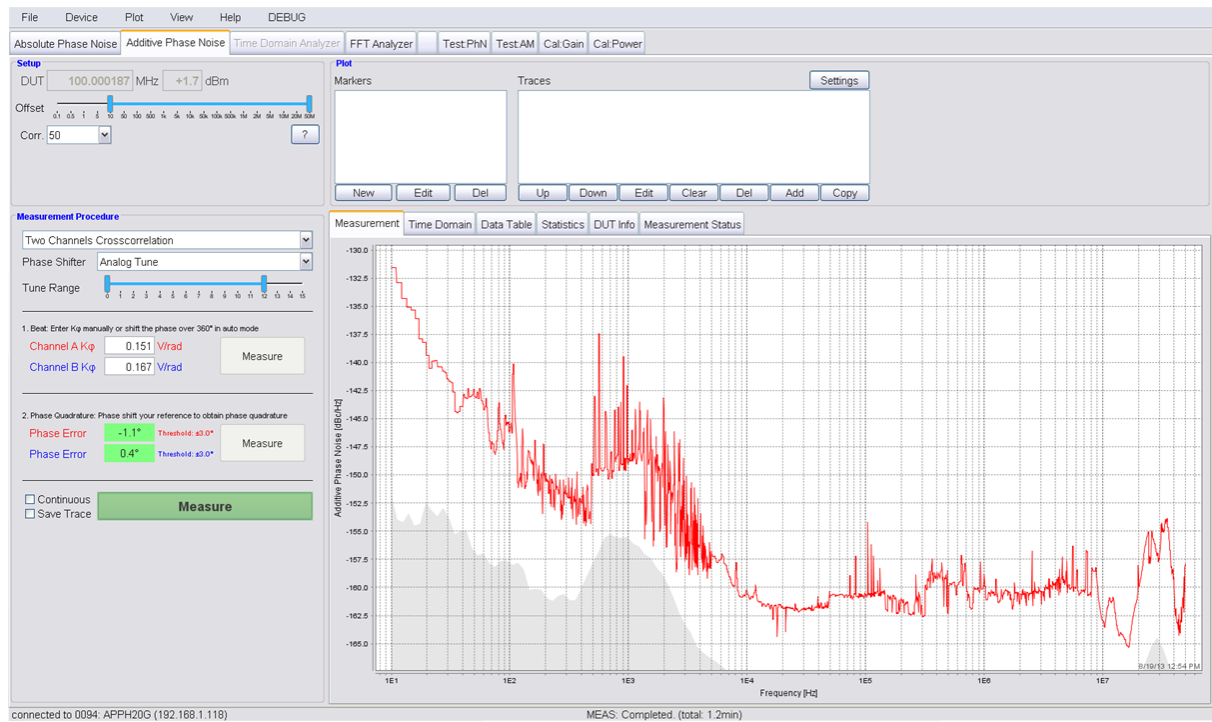 File Device Plot View Help DEBUG
Absolute Phase Noise Additive Phase Noise Time Domain Analyzer FFT Analyzer Test:PhN Test:AM Cal:Gain Cal:Power
Setup
DUT 100.000187 MHz +1.7 dBm
Offset
0.1 0.5 1 5 10 50 100 500 1k 5k 10k 50k 100k 500k 1M 2M 5M 10M 20M 50M
Corr. 50 ?
Plot
Markers Traces Settings
New Edit Del Up Down Edit Clear Del Add Copy
Measurement Procedure
Two Channels Crosscorrelation
Phase Shifter Analog Tune
Tune Range
0 1 2 3 4 5 6 7 8 9 10 11 12 13 14 15
1. Beat: Enter Kφ manually or shift the phase over 360° in auto mode
Channel A Kφ 0.151 V/rad
Measure
Channel B Kφ 0.167 V/rad
2. Phase Quadrature: Phase shift your reference to obtain phase quadrature
Phase Error -1.1° Threshold: ±3.0°
Measure
Phase Error 0.4° Threshold: ±3.0°
Continuous
Save Trace
Measure
Measurement Time Domain Data Table Statistics DUT Info Measurement Status
Additive Phase Noise [dBc/Hz]
-130.0
-132.5
-135.0
-137.5
-140.0
-142.5
-145.0
-147.5
-150.0
-152.5
-155.0
-157.5
-160.0
-162.5
-165.0
8/19/13 12:54 PM
1E1 1E2 1E3 1E4 1E5 1E6 1E7
Frequency [Hz]
connected to 0094: APPH20G (192.168.1.118) MEAS: Completed. (total: 1.2min)